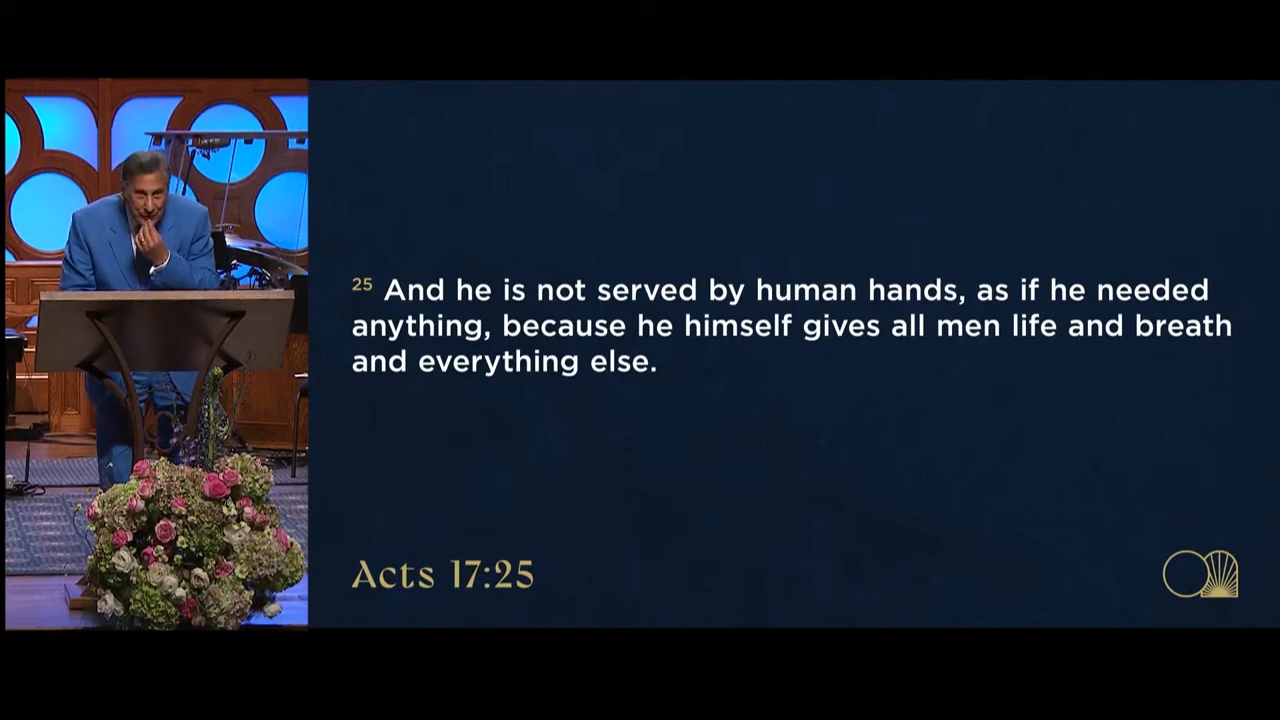 25 And he is not served by human hands, as if he needed
anything, because he himself gives all men life and breath
and everything else.
Acts 17:25